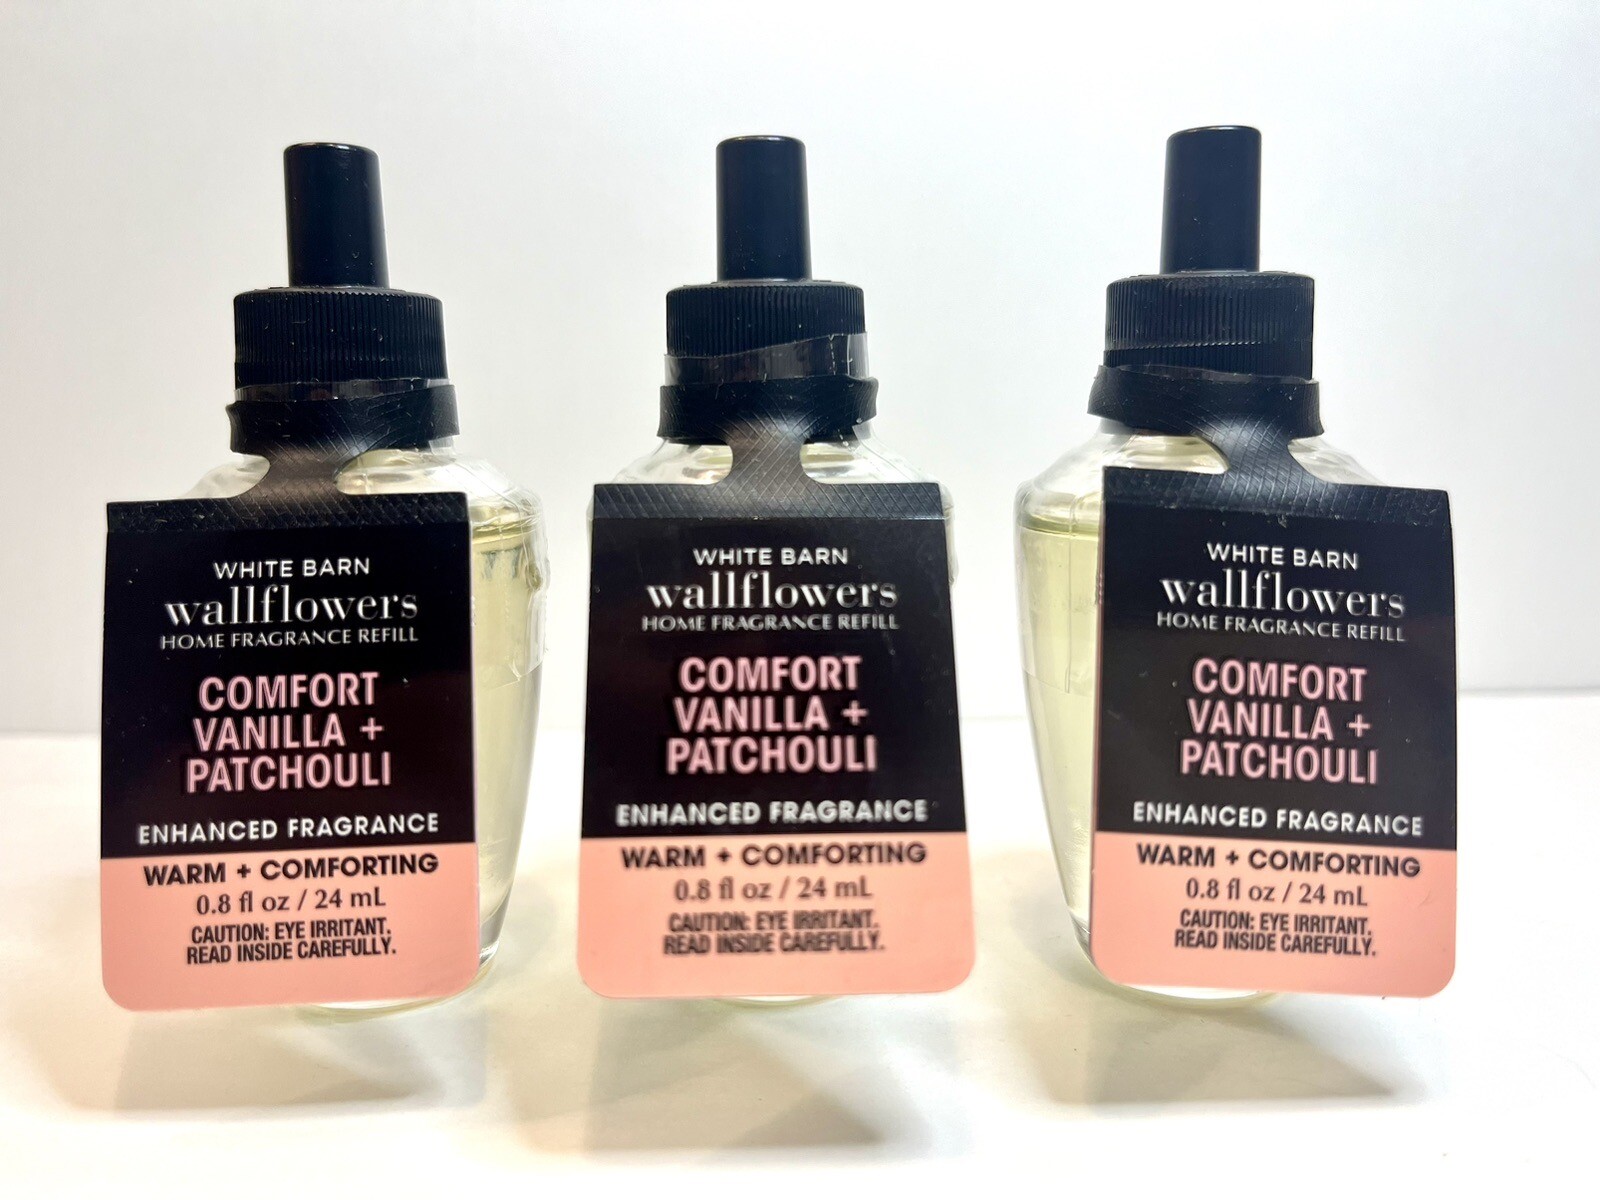 WHITE BARN
wallflowers
HOME FRAGRANCE REFILL
COMFORT
VANILLA +
PATCHOULI
ENHANCED FRAGRANCE
WARM + COMFORTING
0.8 fl oz / 24 mL
CAUTION: EYE IRRITANT.
READ INSIDE CAREFULLY.
WHITE BARN
wallflowers
HOME FRAGRANCE REFILL
COMFORT
VANILLA +
PATCHOULI
ENHANCED FRAGRANCE
WARM + COMFORTING
0.8 fl oz / 24 mL
CAUTION: EYE IRRITANT.
READ INSIDE CAREFULLY.
WHITE BARN
wallflowers
HOME FRAGRANCE REFILL
COMFORT
VANILLA +
PATCHOULI
ENHANCED FRAGRANCE
WARM + COMFORTING
0.8 fl oz / 24 mL
CAUTION: EYE IRRITANT.
READ INSIDE CAREFULLY.